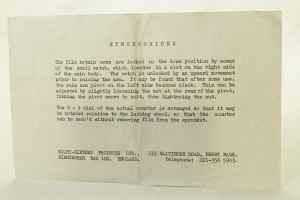 SYNCHRONISER
The film retain arms are locked in the down position by means
of the small catch, which locates in a slot on the right side
of the main body. The catch is unlocked by an upward movement
prior to raising the arm. It may be found that after some use,
the main arm pivot on the left side becomes slack. This can be
adjusted by slightly loosening the nut at the rear of the pivot,
turning the pivot screw to suit, then tightening the nut.
The 0 - 9 dial of the actual counter is arranged so that it may
be rotated relative to the turning wheel, so that the counter
can be zero'd without removing film from the sprocket.
PRODUCTS LTD., 115 BALTIMORE ROAD, PERRY BARR,
BIRMINGHAM B42 1DD, ENGLAND. Telephone: 021-356 5903.